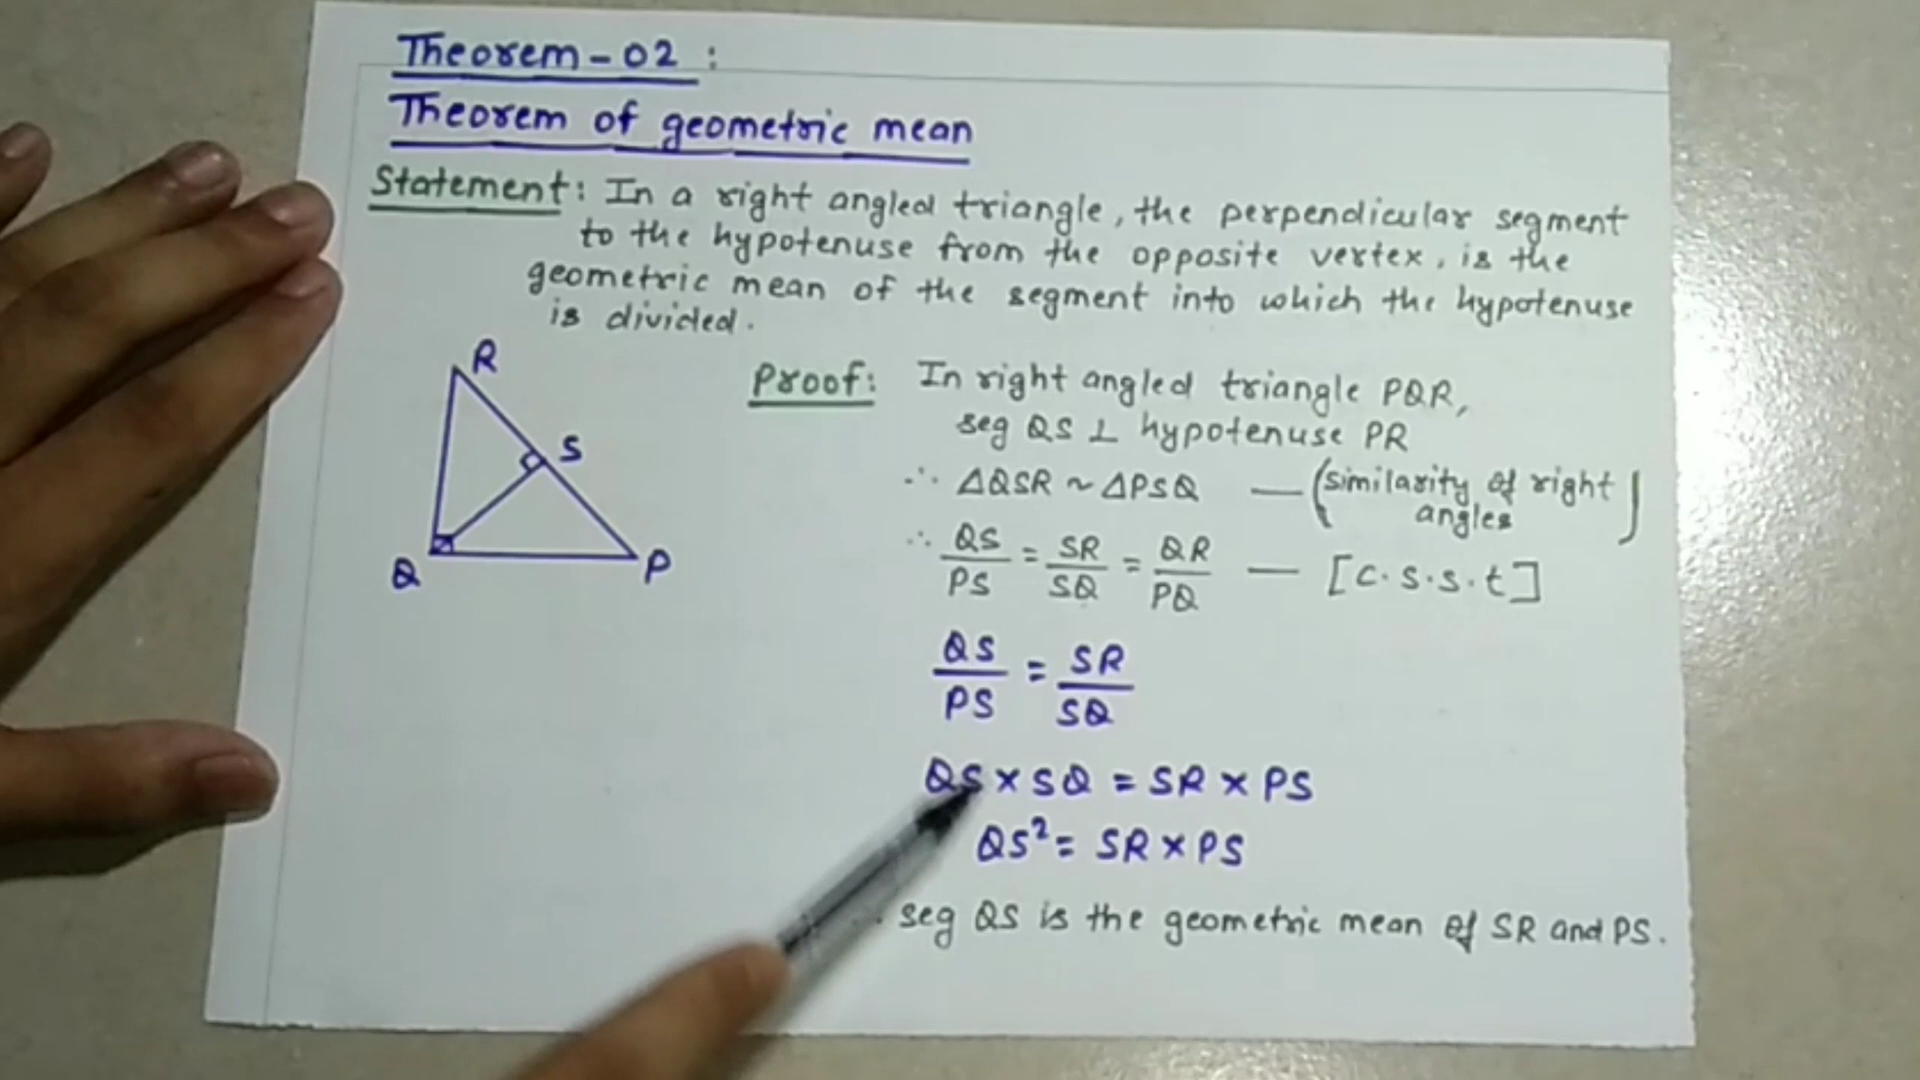 Theorem-02 :
Theorem of geometric mean
Statement: In a right angled triangle, the perpendicular segment
to the hypotenuse from the opposite vertex, is the
geometric mean of the segment into which the hypotenuse
is divided.
R
S
Q
P
Proof: In right angled triangle PQR,
seg QS ⊥ hypotenuse PR
∴ ΔQSR ~ ΔPSQ — (similarity of right
angles)
∴ QS/PS = SR/SQ = QR/PQ — [c.s.s.t]
QS/PS = SR/SQ
QS × SQ = SR × PS
QS² = SR × PS
seg QS is the geometric mean of SR and PS.